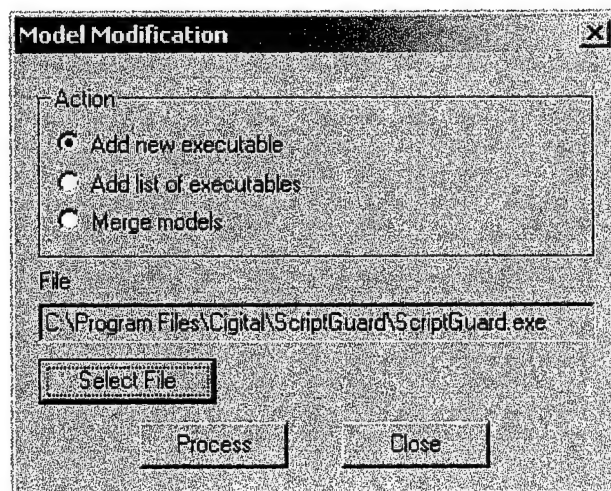 Model Modification
Action
Add new executable
Add list of executables
Merge models
File
C:\Program Files\Cigital\ScriptGuard\ScriptGuard.exe
Select File
Process
Close